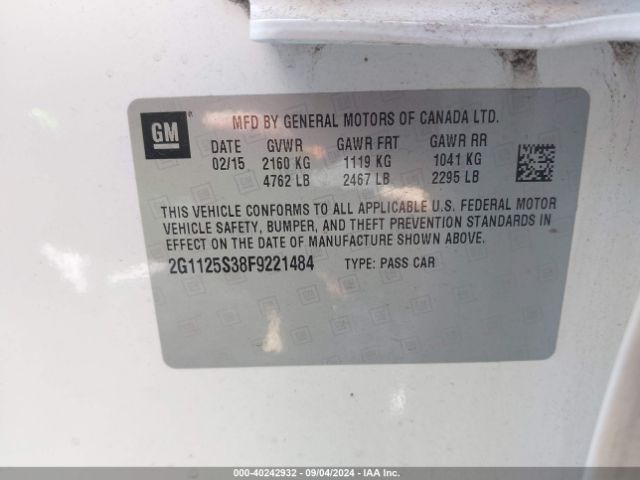 GM
MFD BY GENERAL MOTORS OF CANADA LTD.
DATE GVWR GAWR FRT GAWR RR
02/15 2160 KG 1119 KG 1041 KG
4762 LB 2467 LB 2295 LB
THIS VEHICLE CONFORMS TO ALL APPLICABLE U.S. FEDERAL MOTOR
VEHICLE SAFETY, BUMPER, AND THEFT PREVENTION STANDARDS IN
EFFECT ON THE DATE OF MANUFACTURE SHOWN ABOVE.
2G1125S38F9221484 TYPE: PASS CAR
000-40242932 - 09/04/2024 - IAAI.COM